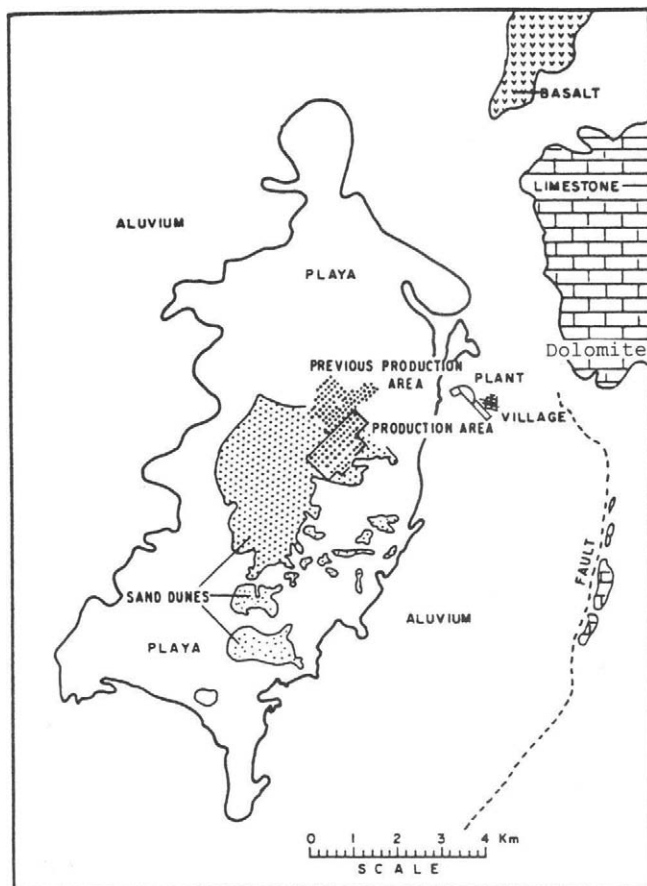 BASALT
LIMESTONE
ALUVIUM
PLAYA
Dolomite
PREVIOUS PRODUCTION
AREA
PLANT
VILLAGE
PRODUCTION AREA
FAULT
SAND DUNES
ALUVIUM
PLAYA
0 1 2 3 4 Km
SCALE